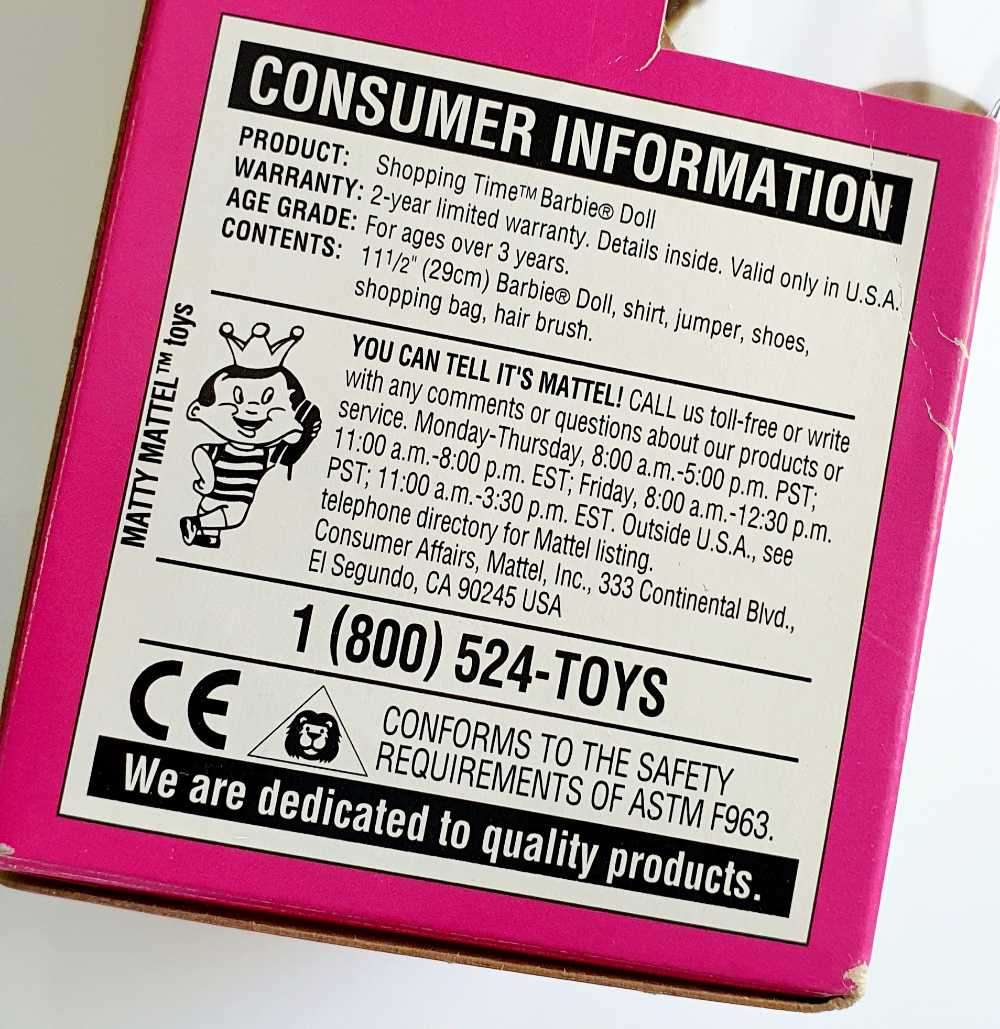 CONSUMER INFORMATION
PRODUCT: Shopping Time™ Barbie® Doll
WARRANTY: 2-year limited warranty. Details inside. Valid only in U.S.A.
AGE GRADE: For ages over 3 years.
CONTENTS: 11 1/2" (29cm) Barbie® Doll, shirt, jumper, shoes,
shopping bag, hair brush.
MATTY MATTEL™ toys
YOU CAN TELL IT'S MATTEL! CALL us toll-free or write
with any comments or questions about our products or
service. Monday-Thursday, 8:00 a.m.-5:00 p.m. PST;
11:00 a.m.-8:00 p.m. EST; Friday, 8:00 a.m.-12:30 p.m.
PST; 11:00 a.m.-3:30 p.m. EST. Outside U.S.A., see
telephone directory for Mattel listing.
Consumer Affairs, Mattel, Inc., 333 Continental Blvd.,
El Segundo, CA 90245 USA
1 (800) 524-TOYS
CE
CONFORMS TO THE SAFETY
REQUIREMENTS OF ASTM F963.
We are dedicated to quality products.